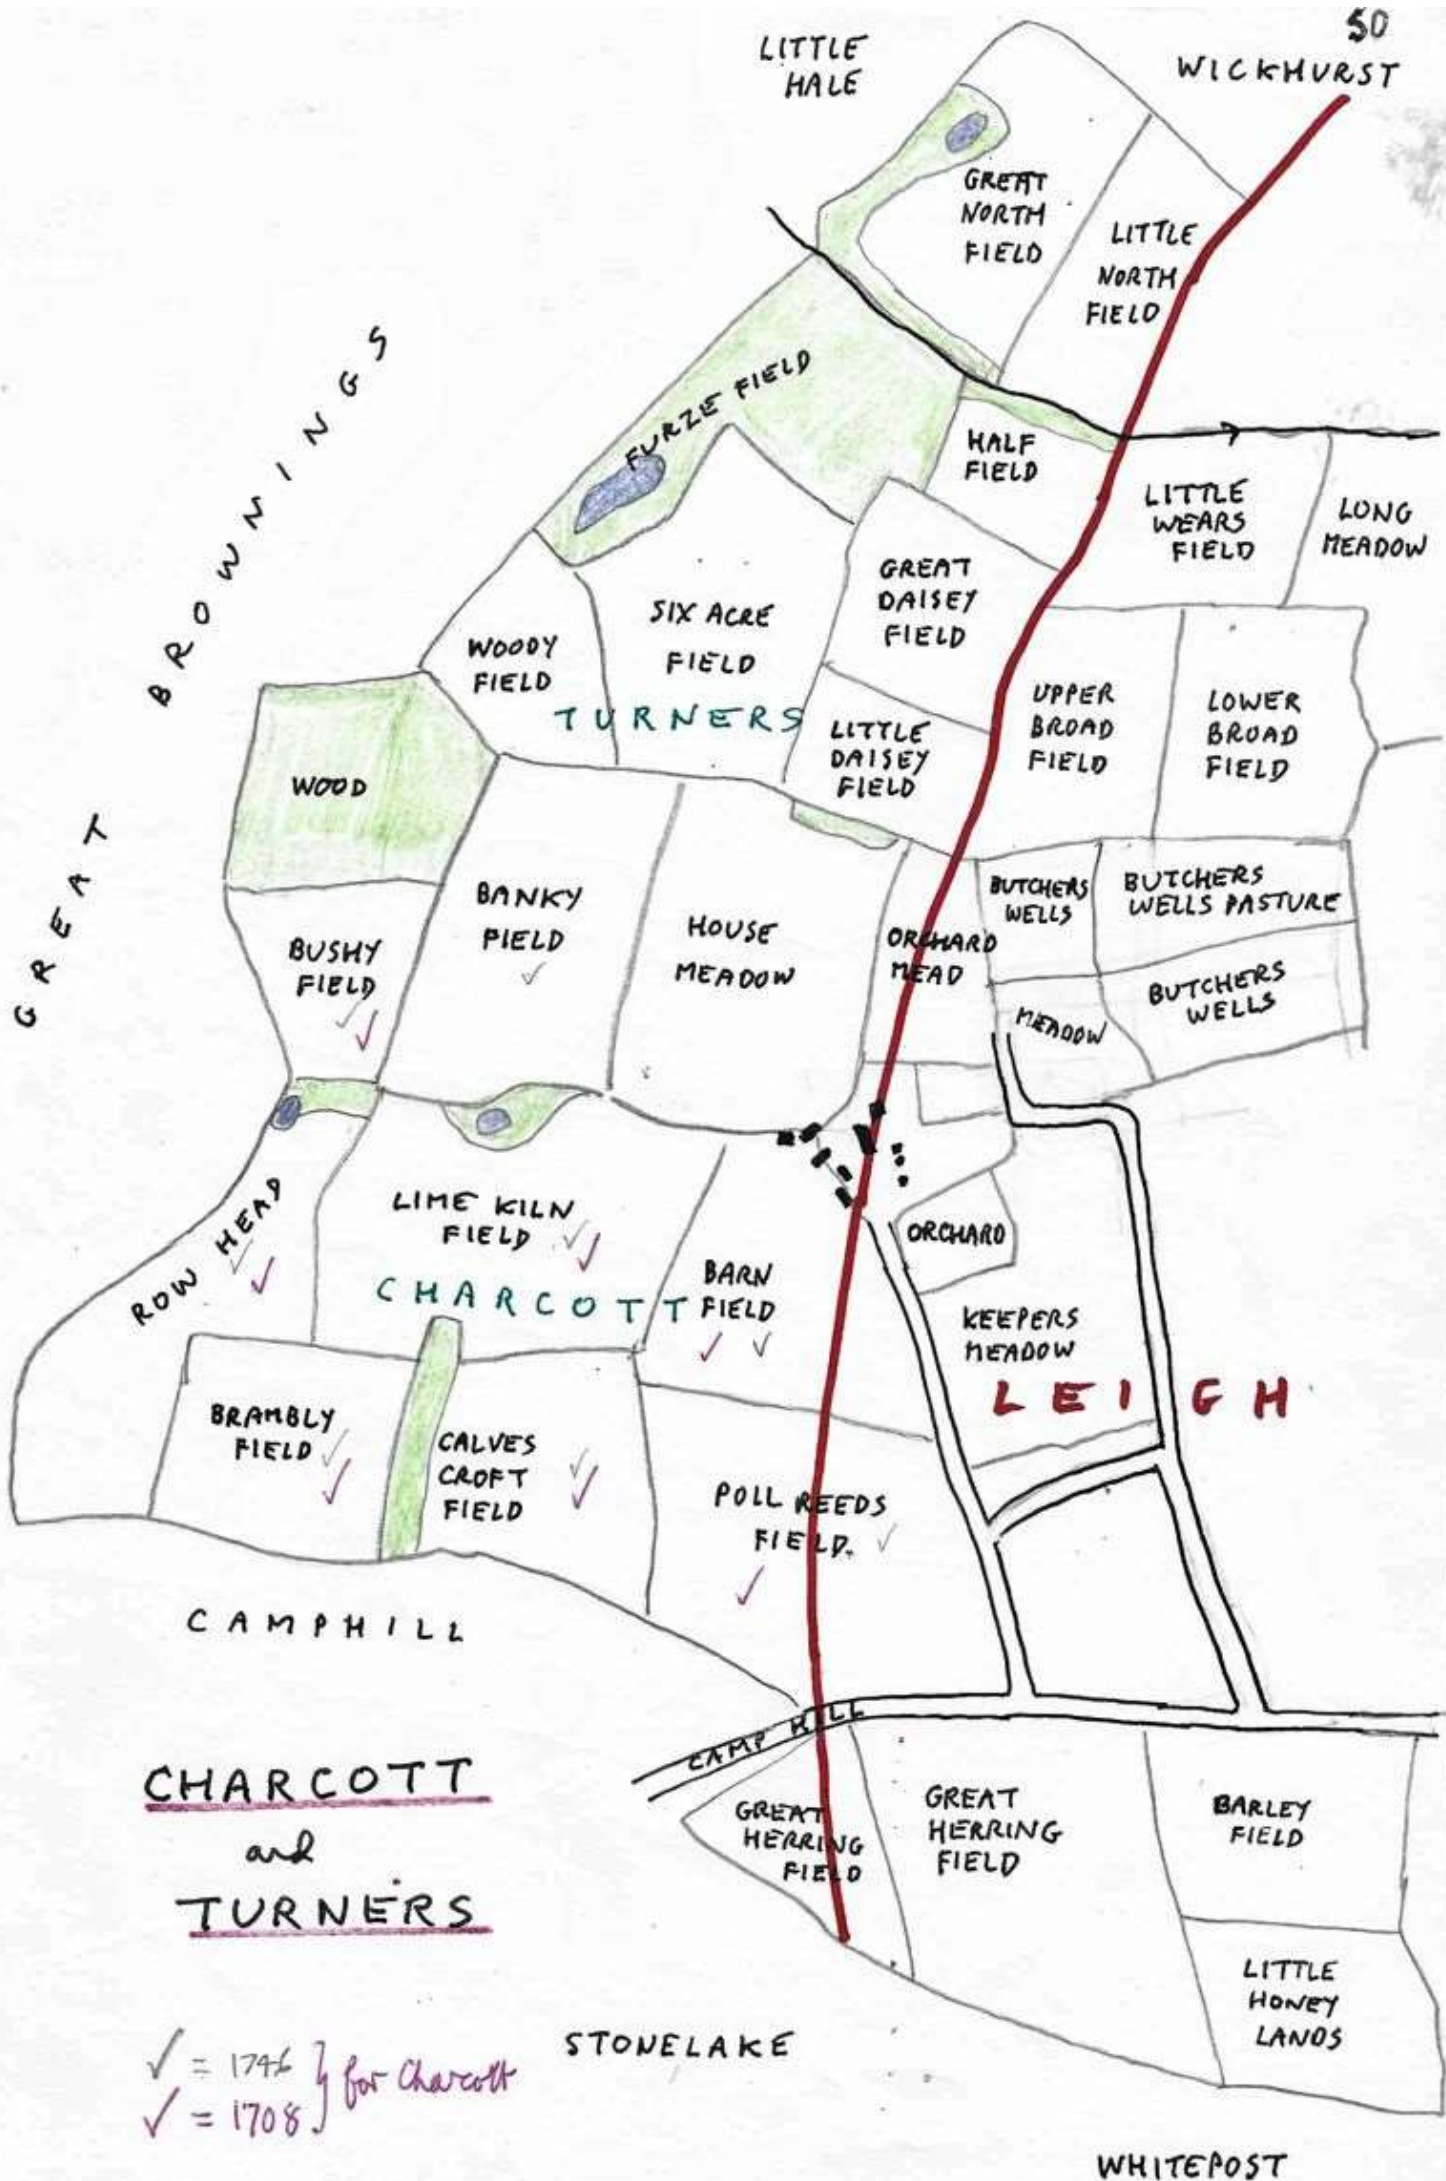 50
WICKHURST
LITTLE
HALE
GREAT
NORTH
FIELD
LITTLE
NORTH
FIELD
FURZE FIELD
HALF
FIELD
LITTLE
WEARS
FIELD
LONG
MEADOW
GREAT BROWNINGS
WOODY
FIELD
SIX ACRE
FIELD
GREAT
DAISEY
FIELD
TURNERS
LITTLE
DAISEY
FIELD
UPPER
BROAD
FIELD
LOWER
BROAD
FIELD
WOOD
BANKY
FIELD
✓
HOUSE
MEADOW
ORCHARD
MEAD
BUTCHERS
WELLS
BUTCHERS
WELLS PASTURE
BUTCHERS
WELLS
MEADOW
BUSHY
FIELD
✓ ✓
ROW HEAD
✓ ✓
LIME KILN
FIELD ✓ ✓
CHARCOTT
BARN
FIELD
✓ ✓
ORCHARD
KEEPERS
MEADOW
LEIGH
BRAMBLY
FIELD ✓
✓
CALVES
CROFT
FIELD
✓ ✓
POLL REEDS
FIELD. ✓
✓
CAMPHILL
CAMP HILL
GREAT
HERRING
FIELD
GREAT
HERRING
FIELD
BARLEY
FIELD
LITTLE
HONEY
LANDS
CHARCOTT
and
TURNERS
✓ = 1746 } for Charcott
✓ = 1708
STONELAKE
WHITEPOST